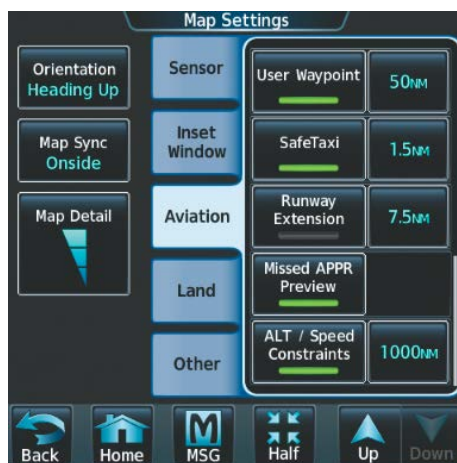 Map Settings
Orientation
Heading Up
Map Sync
Onside
Map Detail
Sensor
Inset
Window
Aviation
Land
Other
User Waypoint
50NM
SafeTaxi
1.5NM
Runway
Extension
7.5NM
Missed APPR
Preview
ALT / Speed
Constraints
1000NM
Back
Home
M
MSG
Half
Up
Down